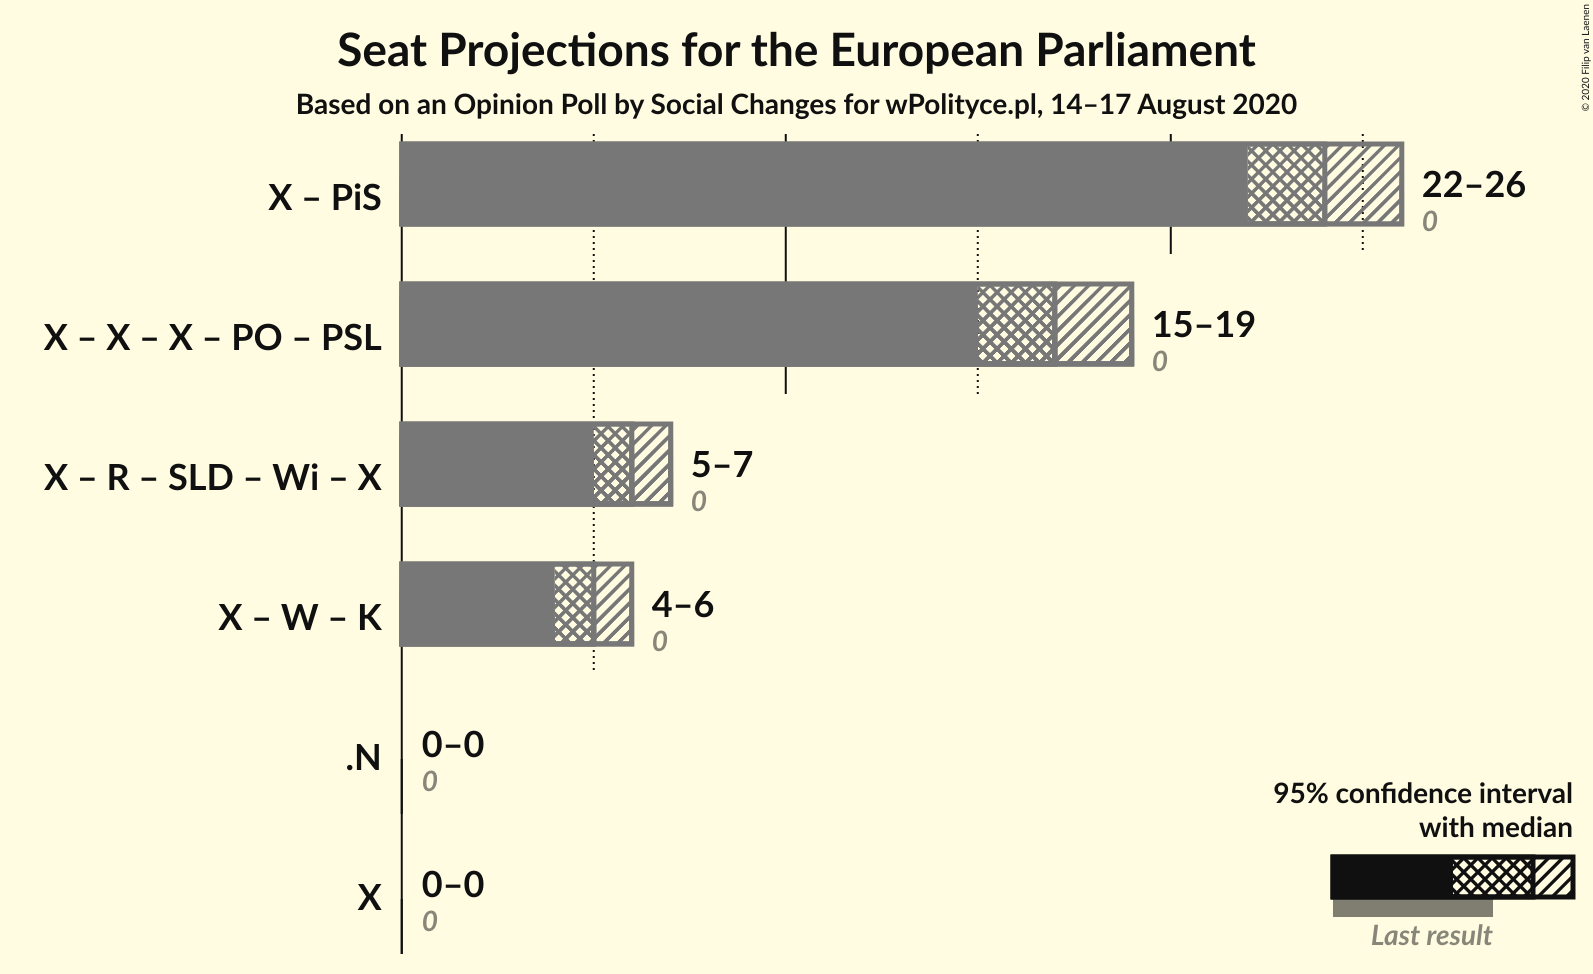 Seat Projections for the European Parliament
Based on an Opinion Poll by Social Changes for wPolityce.pl, 14–17 August 2020
© 2020 Filip van Laenen
X – PiS
22–26
0
X – X – X – PO – PSL
15–19
0
X – R – SLD – Wi – X
5–7
0
X – W – K
4–6
0
.N
0–0
0
X
0–0
0
95% confidence interval
with median
Last result